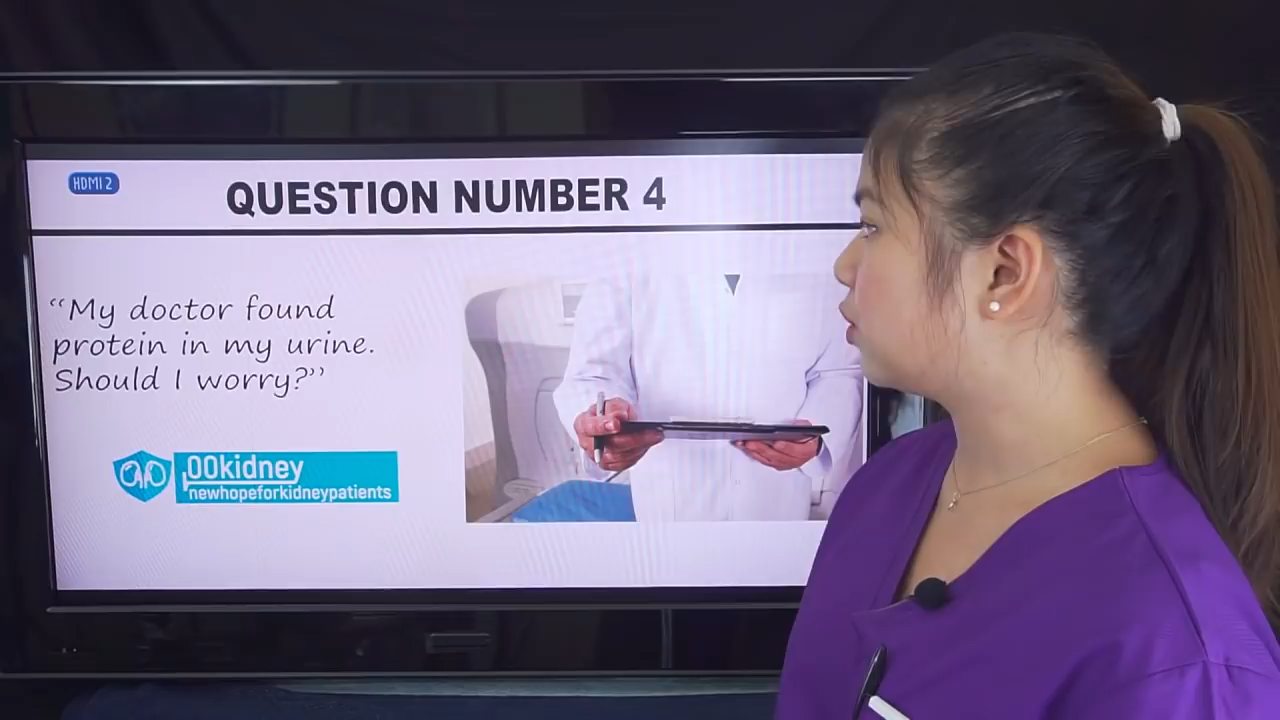 HDMI 2
QUESTION NUMBER 4
“My doctor found
protein in my urine.
Should I worry?”
00kidney
newhopeforkidneypatients